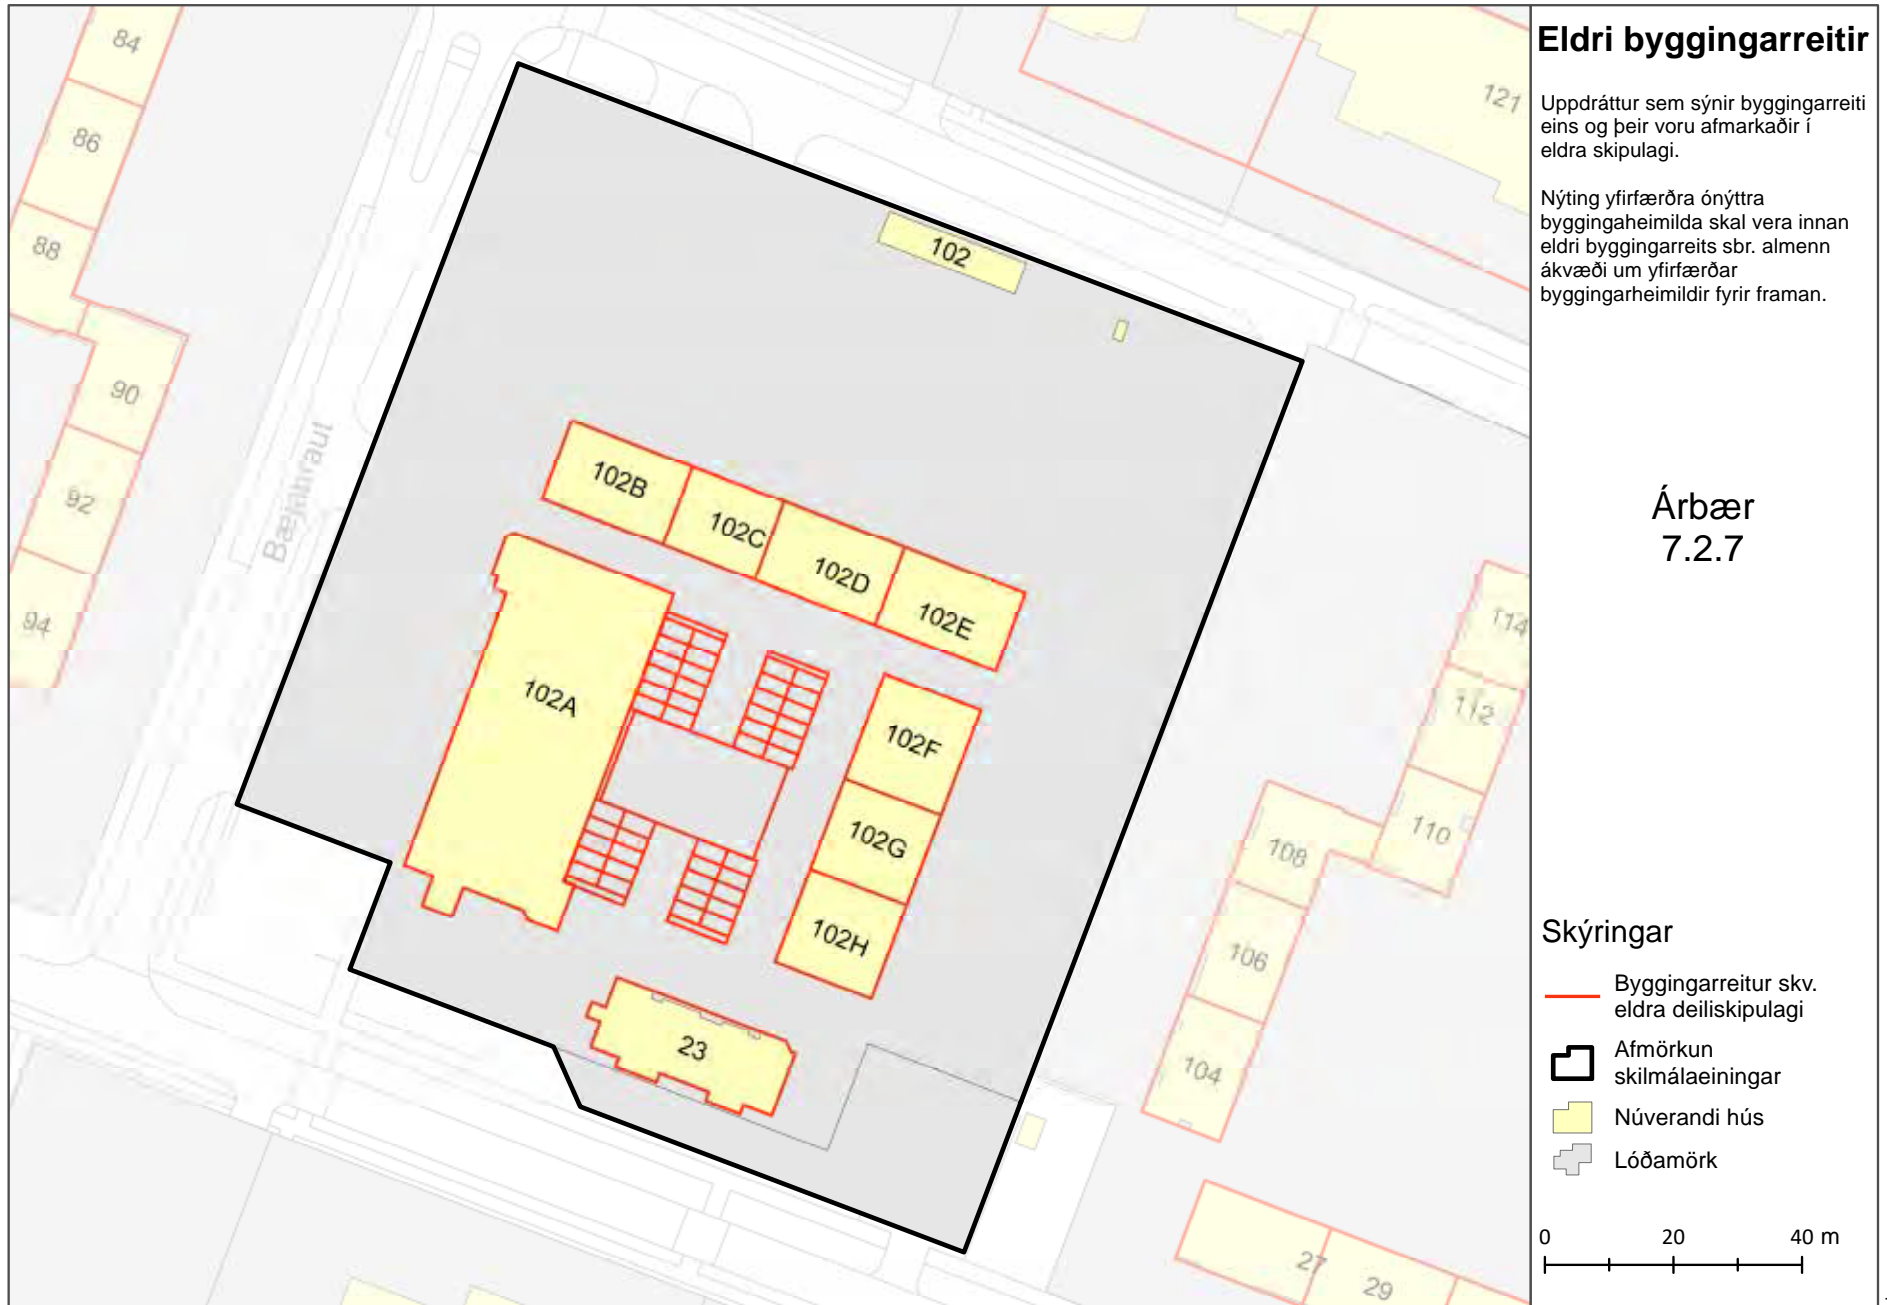 Eldri byggingarreitir
Uppdráttur sem sýnir byggingarreiti
eins og þeir voru afmarkaðir í
eldra skipulagi.
Nýting yfirfærðra ónýttra
byggingaheimilda skal vera innan
eldri byggingarreits sbr. almenn
ákvæði um yfirfærðar
byggingarheimildir fyrir framan.
Árbær
7.2.7
Skýringar
Byggingarreitur skv.
eldra deiliskipulagi
Afmörkun
skilmálaeiningar
Núverandi hús
Lóðamörk
0 20 40 m
84
86
88
90
92
94
Bæjarbraut
121
102
102B
102C
102D
102E
102A
102F
102G
102H
23
114
112
110
108
106
104
27
29